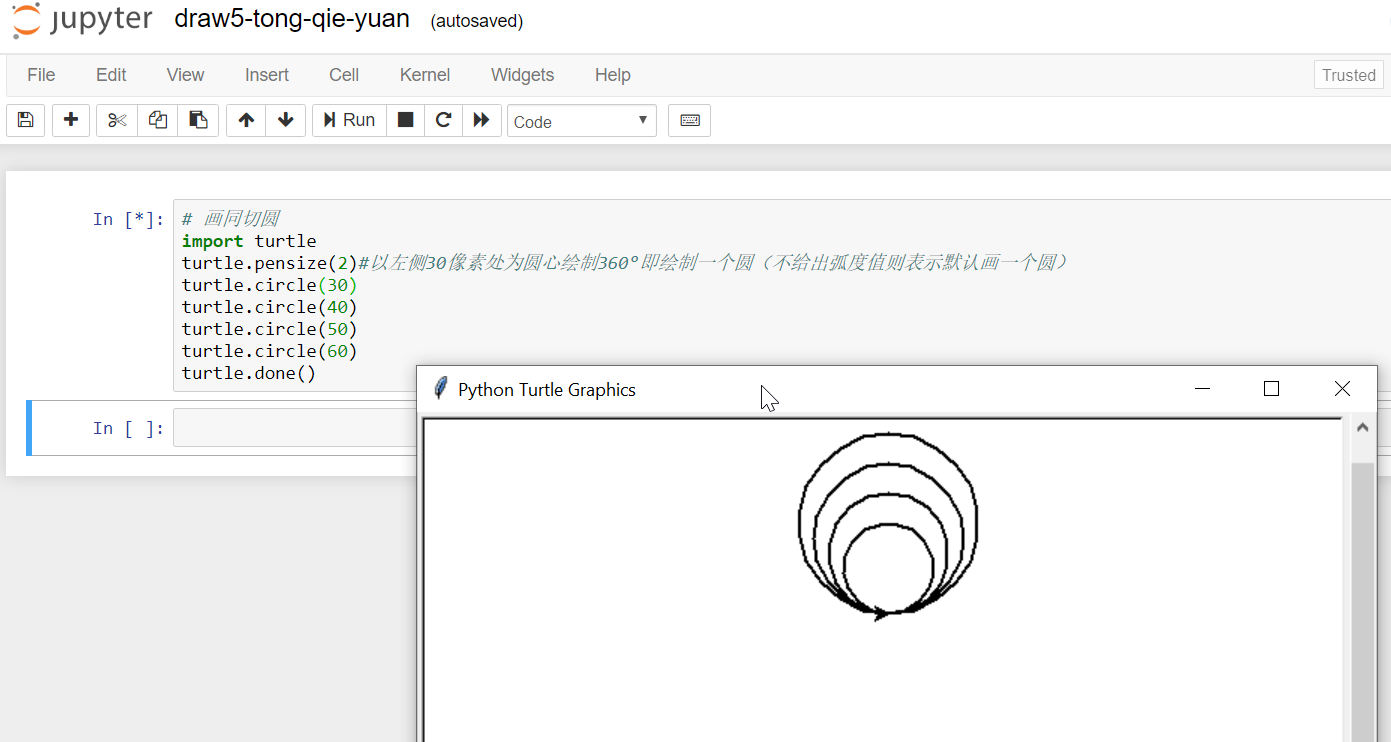 jupyter draw5-tong-qie-yuan (autosaved)
File Edit View Insert Cell Kernel Widgets Help Trusted
Run Code
In [*]: # 画同切圆
import turtle
turtle.pensize(2)#以左侧30像素处为圆心绘制360°即绘制一个圆（不给出弧度值则表示默认画一个圆）
turtle.circle(30)
turtle.circle(40)
turtle.circle(50)
turtle.circle(60)
turtle.done()
Python Turtle Graphics
In [ ]: